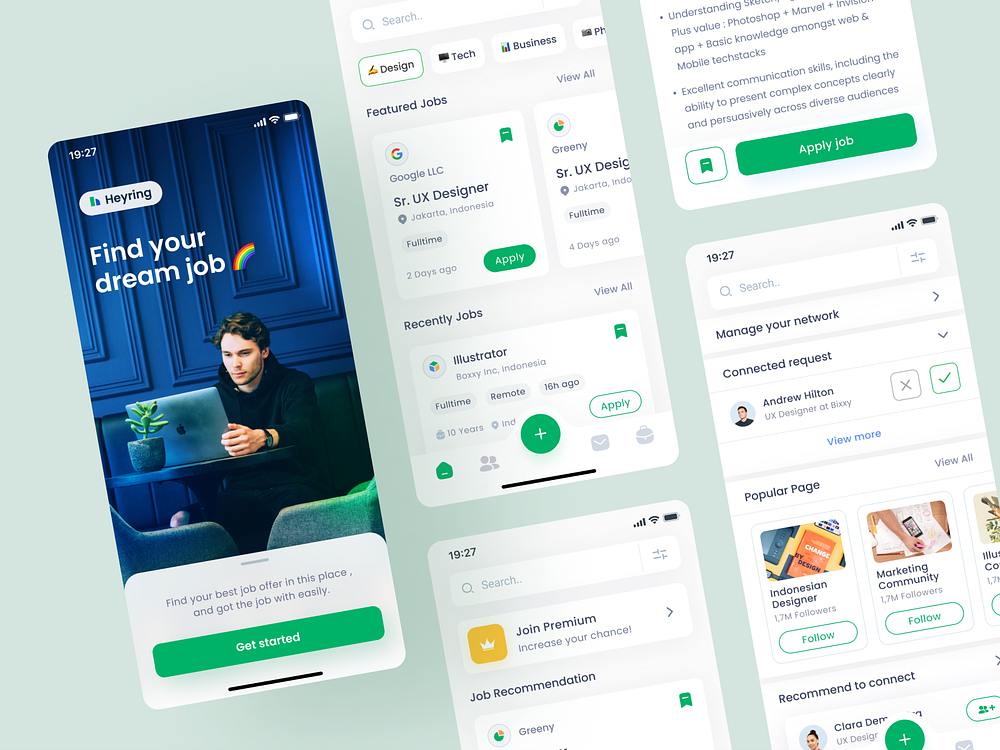 19:27
Heyring
Find your
dream job
Find your best job offer in this place ,
and got the job with easily.
Get started
Search..
Design
Tech
Business
Featured Jobs
View All
Google LLC
Sr. UX Designer
Jakarta, Indonesia
Fulltime
2 Days ago
Apply
Greeny
Sr. UX Desig
Jakarta, Indo
Fulltime
4 Days ago
Recently Jobs
View All
Illustrator
Boxxy Inc, Indonesia
Fulltime
Remote
16h ago
10 Years
Ind
Apply
19:27
Search..
Join Premium
Increase your chance!
Job Recommendation
Greeny
Understanding Sketch,
Plus value : Photoshop + Marvel + Invision
app + Basic knowledge amongst web &
Mobile techstacks
Excellent communication skills, including the
ability to present complex concepts clearly
and persuasively across diverse audiences
Apply job
19:27
Search..
Manage your network
Connected request
Andrew Hilton
UX Designer at Bixxy
View more
Popular Page
View All
CHANGE
BY
DESIGN
Indonesian
Designer
1,7M Followers
Follow
Marketing
Community
1,7M Followers
Follow
Illus
Co
1,7M
Recommend to connect
Clara Dem
UX Design